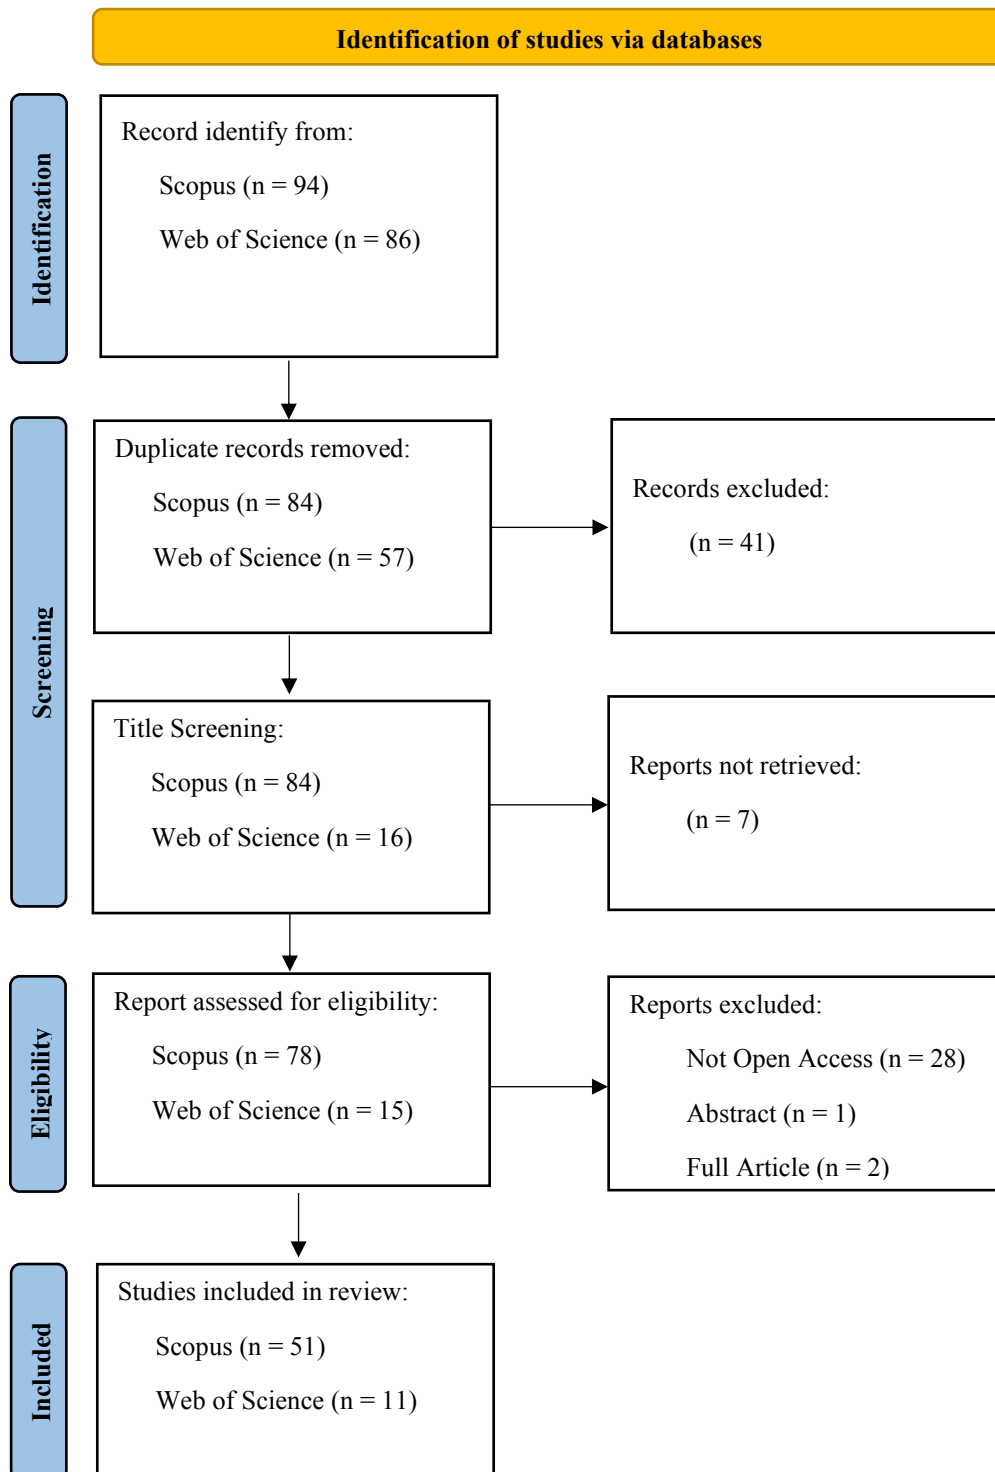 Identification of studies via databases
Identification
Record identify from:
Scopus (n = 94)
Web of Science (n = 86)
Screening
Duplicate records removed:
Scopus (n = 84)
Web of Science (n = 57)
Records excluded:
(n = 41)
Title Screening:
Scopus (n = 84)
Web of Science (n = 16)
Reports not retrieved:
(n = 7)
Eligibility
Report assessed for eligibility:
Scopus (n = 78)
Web of Science (n = 15)
Reports excluded:
Not Open Access (n = 28)
Abstract (n = 1)
Full Article (n = 2)
Included
Studies included in review:
Scopus (n = 51)
Web of Science (n = 11)